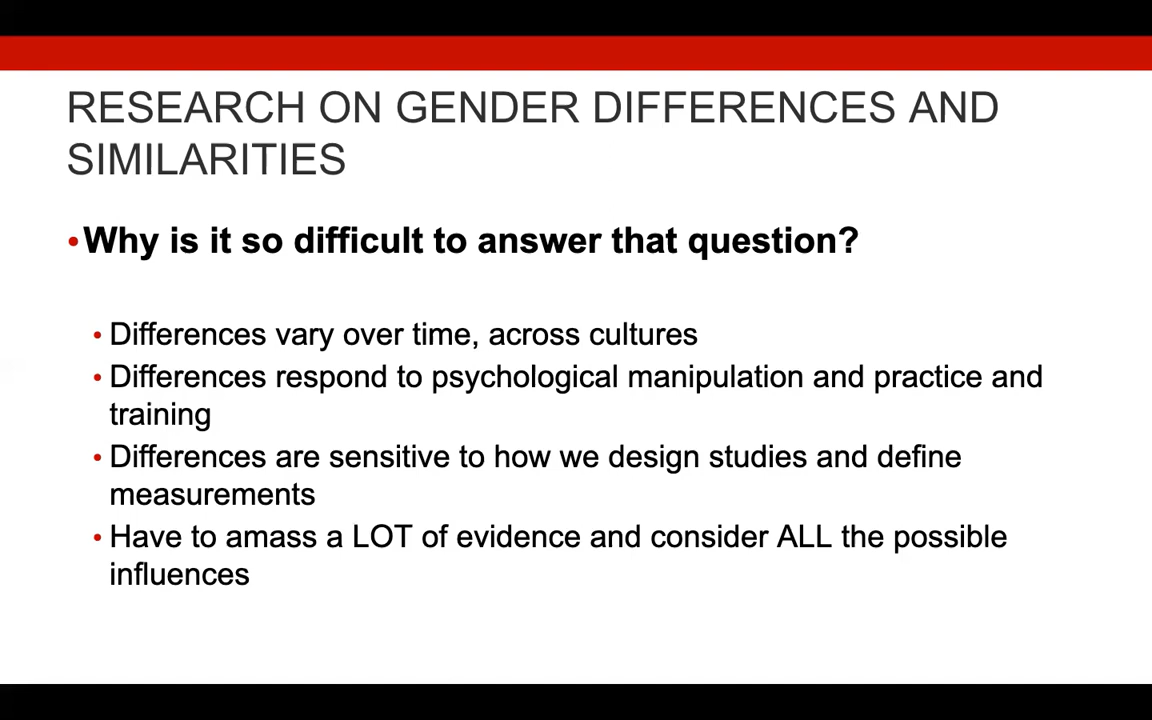 RESEARCH ON GENDER DIFFERENCES AND
SIMILARITIES
•Why is it so difficult to answer that question?
• Differences vary over time, across cultures
• Differences respond to psychological manipulation and practice and
training
• Differences are sensitive to how we design studies and define
measurements
• Have to amass a LOT of evidence and consider ALL the possible
influences